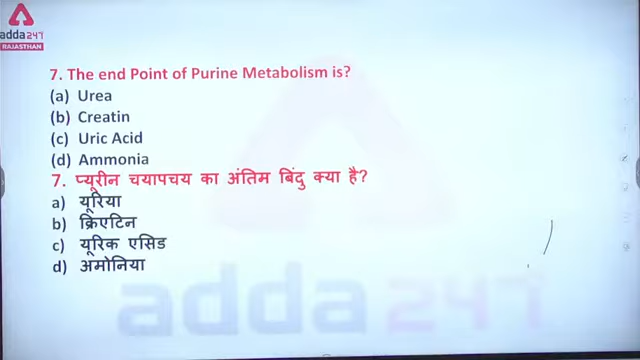 adda247
RAJASTHAN
7. The end Point of Purine Metabolism is?
(a) Urea
(b) Creatin
(c) Uric Acid
(d) Ammonia
7. प्यूरीन चयापचय का अंतिम बिंदु क्या है?
a) यूरिया
b) क्रिएटिन
c) यूरिक एसिड
d) अमोनिया
adda247